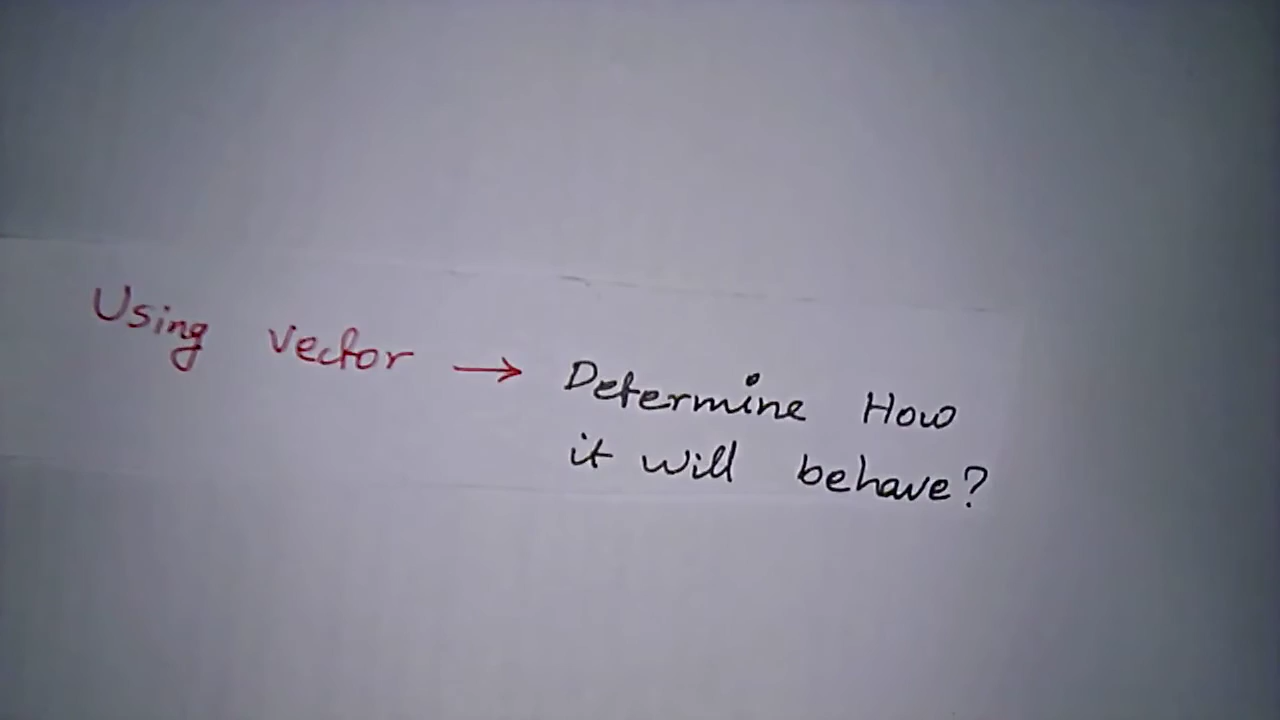 Using vector → Determine How
it will behave?